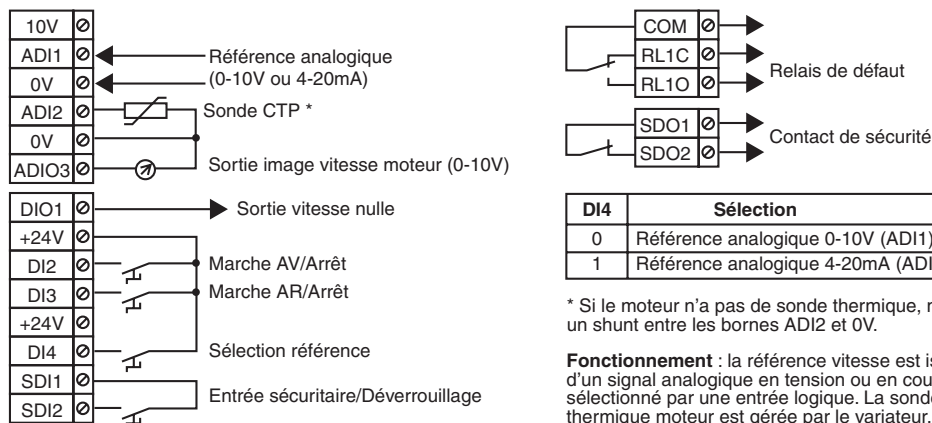 10V
ADI1
0V
ADI2
0V
ADIO3
Référence analogique
(0-10V ou 4-20mA)
Sonde CTP *
Sortie image vitesse moteur (0-10V)
DIO1
+24V
DI2
DI3
+24V
DI4
SDI1
SDI2
Sortie vitesse nulle
Marche AV/Arrêt
Marche AR/Arrêt
Sélection référence
Entrée sécuritaire/Déverrouillage
COM
RL1C
RL1O
Relais de défaut
SDO1
SDO2
Contact de sécurité
DI4 Sélection
0 Référence analogique 0-10V (ADI1)
1 Référence analogique 4-20mA (ADI
* Si le moteur n'a pas de sonde thermique,
un shunt entre les bornes ADI2 et 0V.
Fonctionnement : la référence vitesse est
d'un signal analogique en tension ou en
sélectionné par une entrée logique. La
thermique moteur est gérée par le variateur.